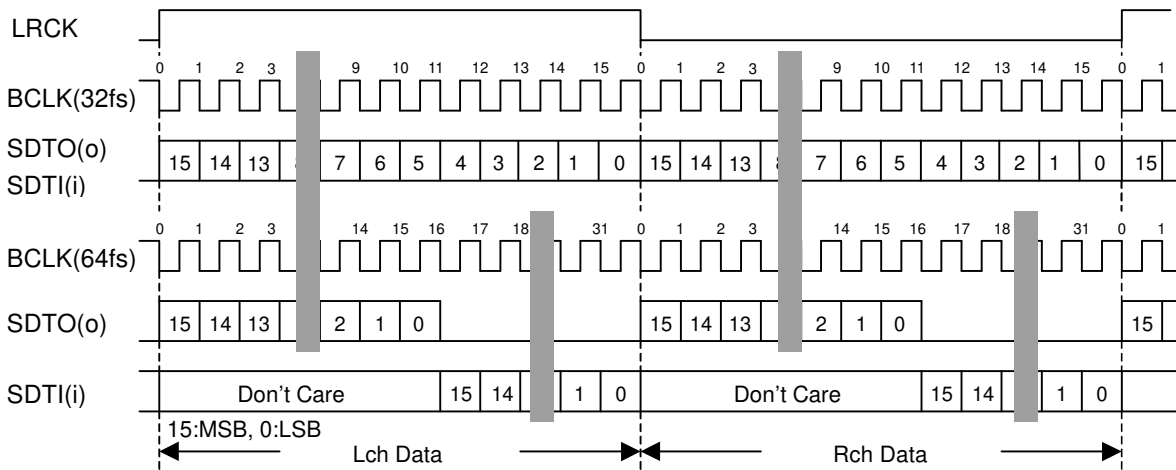 LRCK
0 1 2 3 9 10 11 12 13 14 15 0 1 2 3 9 10 11 12 13 14 15 0 1
BCLK(32fs)
SDTO(o)
15 14 13 7 6 5 4 3 2 1 0 15 14 13 8 7 6 5 4 3 2 1 0 15
SDTI(i)
0 1 2 3 14 15 16 17 18 31 0 1 2 3 14 15 16 17 18 31 0 1
BCLK(64fs)
SDTO(o) 15 14 13 2 1 0 15 14 13 2 1 0 15
SDTI(i) Don't Care 15 14 1 0 Don't Care 15 14 1 0
15:MSB, 0:LSB
Lch Data Rch Data